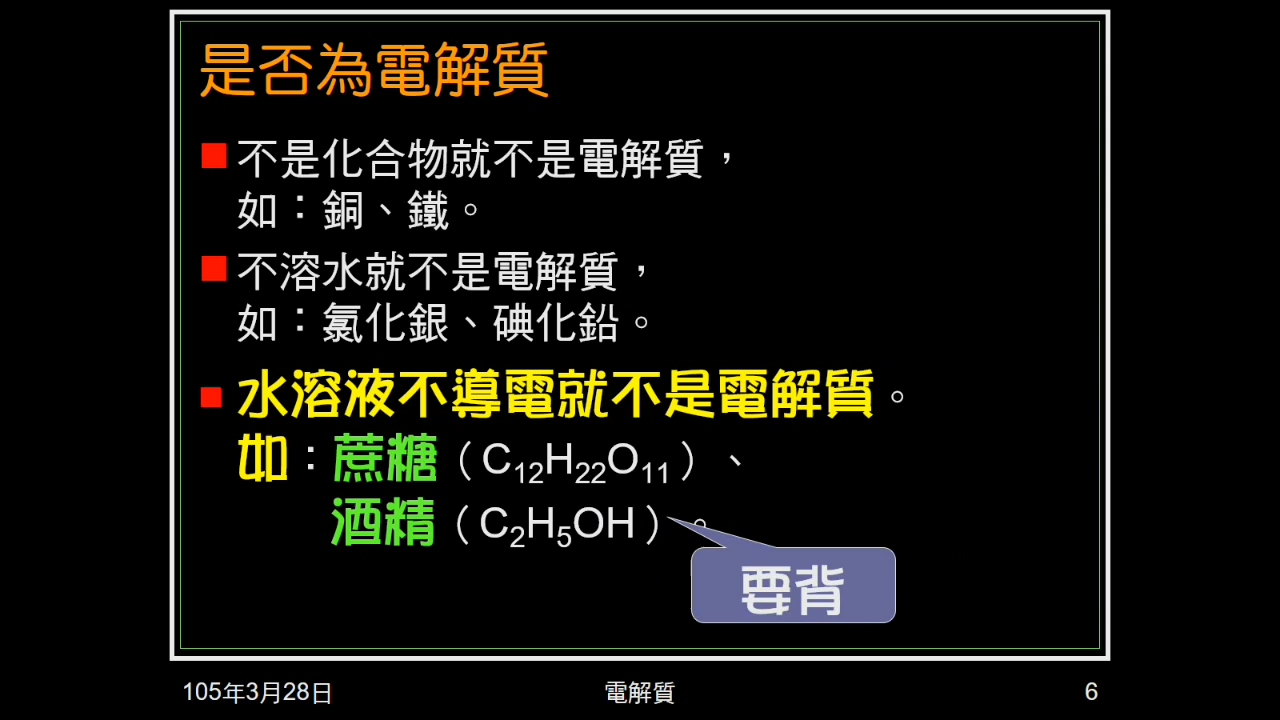 是否為電解質
不是化合物就不是電解質，
如：銅、鐵。
不溶水就不是電解質，
如：氯化銀、碘化鉛。
水溶液不導電就不是電解質。
如：蔗糖（C₁₂H₂₂O₁₁）、
酒精（C₂H₅OH）。
要背
105年3月28日
電解質
6